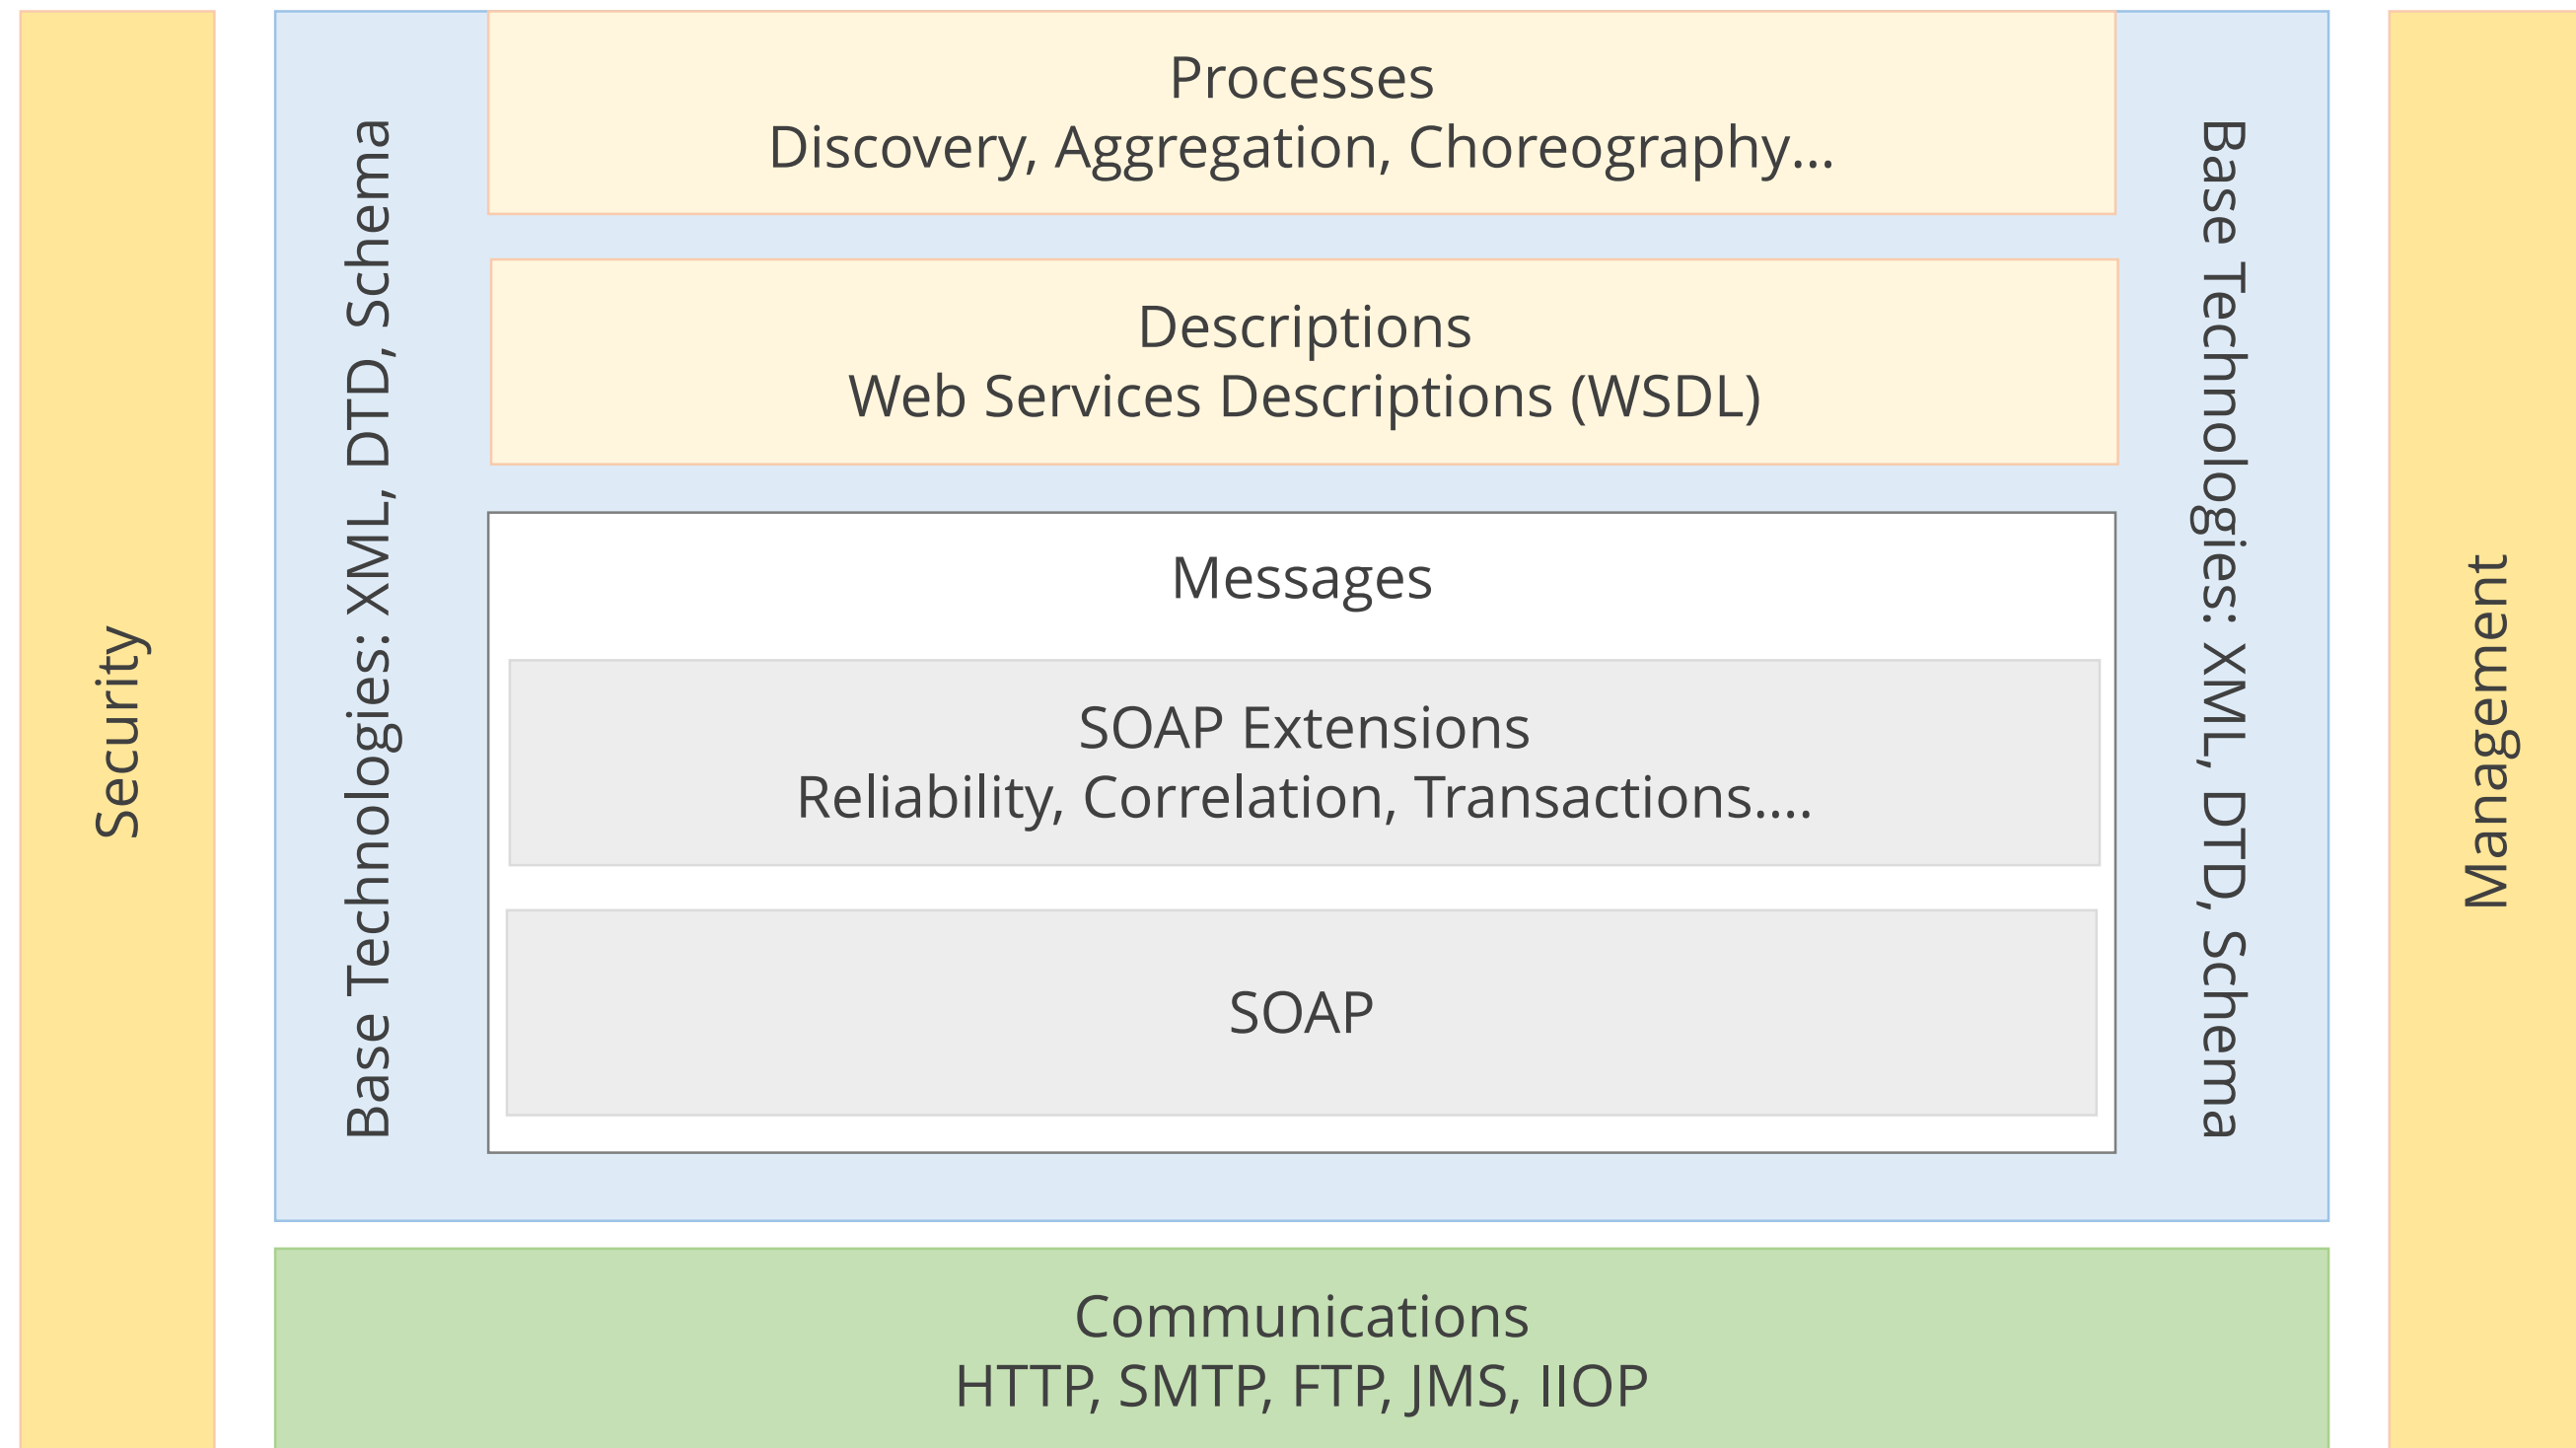 Security
Base Technologies: XML, DTD, Schema
Processes
Discovery, Aggregation, Choreography...
Descriptions
Web Services Descriptions (WSDL)
Messages
SOAP Extensions
Reliability, Correlation, Transactions....
SOAP
Base Technologies: XML, DTD, Schema
Management
Communications
HTTP, SMTP, FTP, JMS, IIOP